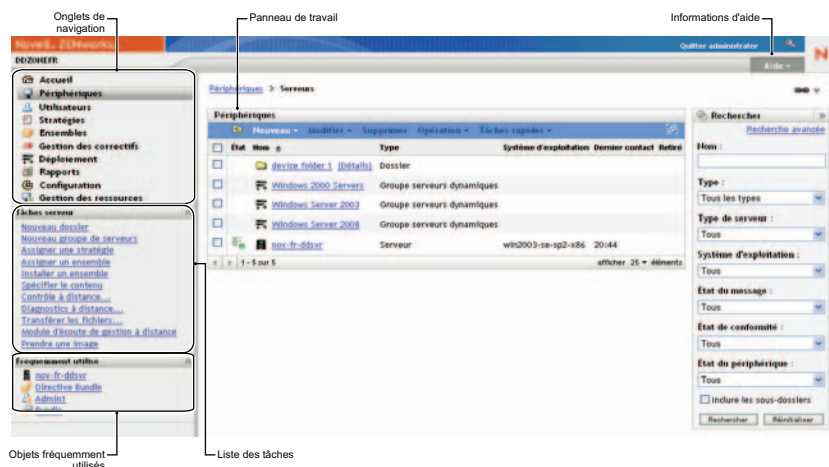 Onglets de
navigation
Panneau de travail
Informations d'aide
Novell. ZENworks
Quitter administrator
N
DDZONEFR
Aide
Accueil
Périphériques
Utilisateurs
Stratégies
Ensembles
Gestion des correctifs
Déploiement
Rapports
Configuration
Gestion des ressources
Tâches serveur
Nouveau dossier
Nouveau groupe de serveurs
Assigner une stratégie
Assigner un ensemble
Installer un ensemble
Spécifier le contenu
Contrôle à distance...
Diagnostics à distance...
Transférer les fichiers...
Module d'écoute de gestion à distance
Prendre une image
Fréquemment utilisé
nov-fr-ddsvr
Directive Bundle
Admin1
Bundle
Périphériques > Serveurs
Périphériques
Nouveau Modifier Supprimer Opération Tâches rapides
État Nom Type Système d'exploitation Dernier contact Retiré
device folder 1 [Détails] Dossier
Windows 2000 Servers Groupe serveurs dynamiques
Windows Server 2003 Groupe serveurs dynamiques
Windows Server 2008 Groupe serveurs dynamiques
nov-fr-ddsvr Serveur win2003-se-sp2-x86 20:44
1 - 5 sur 5 afficher 25 éléments
Rechercher
Recherche avancée
Nom :
Type :
Tous les types
Type de serveur :
Tous
Système d'exploitation :
Tous
État du message :
Tous
État de conformité :
Tous
État du périphérique :
Tous
Inclure les sous-dossiers
Rechercher Réinitialiser
Objets fréquemment
utilisés
Liste des tâches